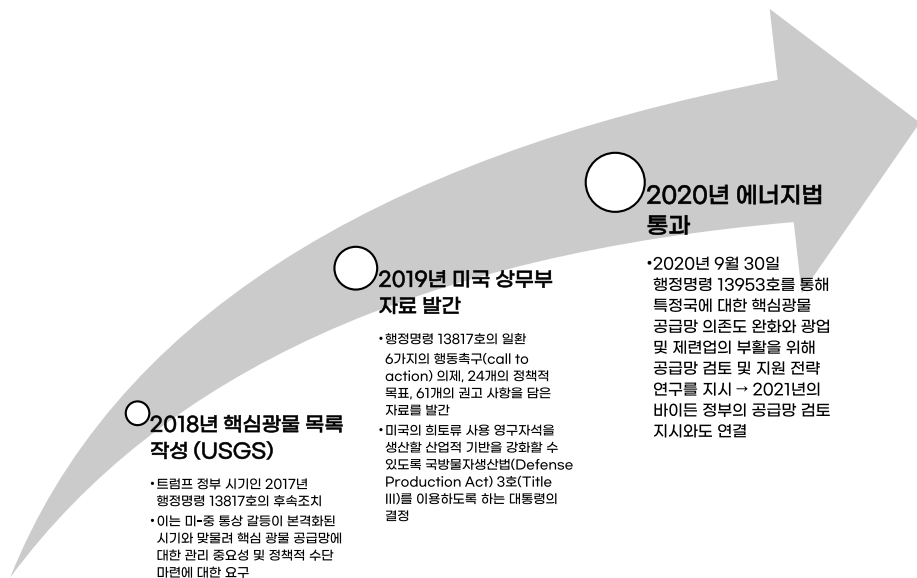 2018년 핵심광물 목록
작성 (USGS)
•트럼프 정부 시기인 2017년
행정명령 13817호의 후속조치
•이는 미-중 통상 갈등이 본격화된
시기와 맞물려 핵심 광물 공급망에
대한 관리 중요성 및 정책적 수단
마련에 대한 요구
2019년 미국 상무부
자료 발간
•행정명령 13817호의 일환
6가지의 행동촉구(call to
action) 의제, 24개의 정책적
목표, 61개의 권고 사항을 담은
자료를 발간
•미국의 희토류 사용 영구자석을
생산할 산업적 기반을 강화할 수
있도록 국방물자생산법(Defense
Production Act) 3호(Title
III)를 이용하도록 하는 대통령의
결정
2020년 에너지법
통과
•2020년 9월 30일
행정명령 13953호를 통해
특정국에 대한 핵심광물
공급망 의존도 완화와 광업
및 제련업의 부활을 위해
공급망 검토 및 지원 전략
연구를 지시 → 2021년의
바이든 정부의 공급망 검토
지시와도 연결